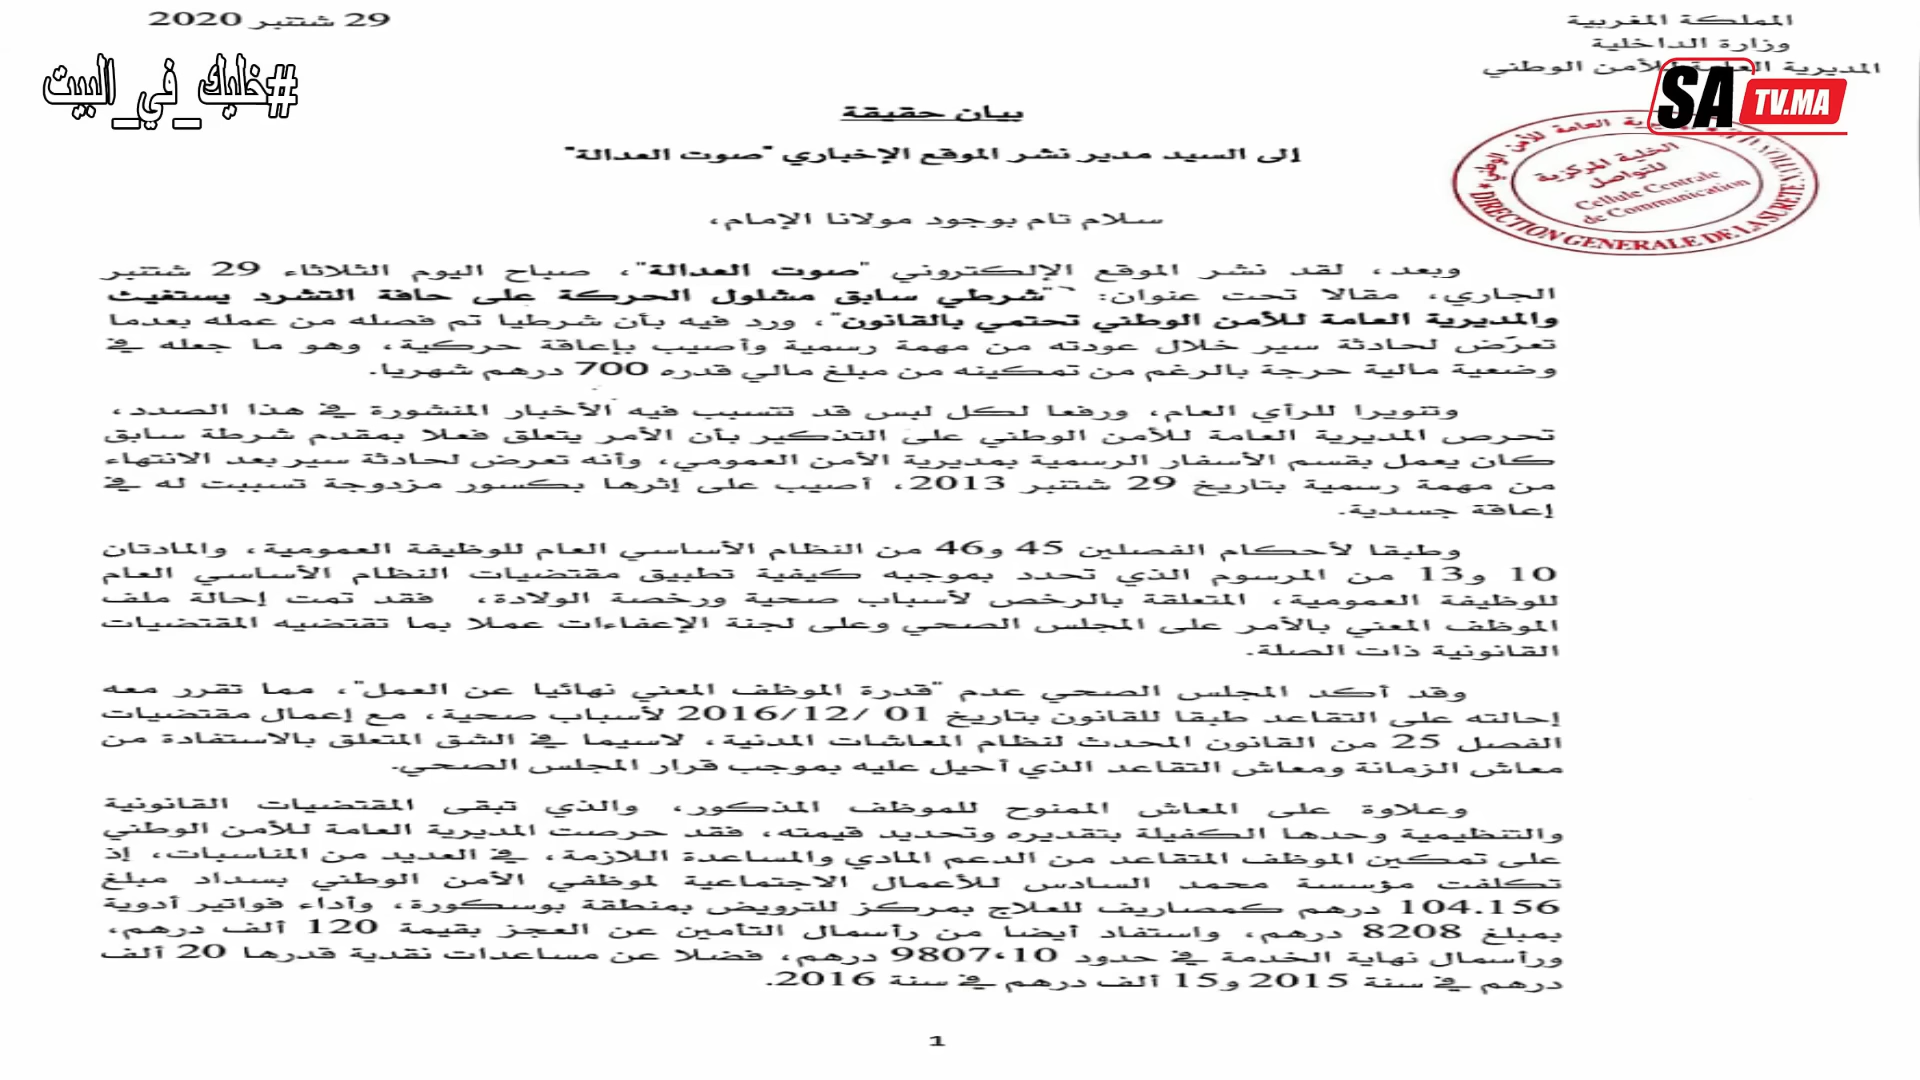 المملكة المغربية
وزارة الداخلية
المديرية العامة للأمن الوطني
29 شتنبر 2020
#خليك_في_البيت
SA
TV.MA
المديرية العامة للأمن الوطني
الخلية المركزية
للتواصل
Cellule Centrale
de Communication
DIRECTION GENERALE DE LA SURETE NATIONALE
بيان حقيقة
إلى السيد مدير نشر الموقع الإخباري "صوت العدالة"
سلام تام بوجود مولانا الإمام،
وبعد، لقد نشر الموقع الإلكتروني "صوت العدالة"، صباح اليوم الثلاثاء 29 شتنبر
الجاري، مقالا تحت عنوان: "شرطي سابق مشلول الحركة على حافة التشرد يستغيث
والمديرية العامة للأمن الوطني تحتمي بالقانون"، ورد فيه بأن شرطيا تم فصله من عمله بعدما
تعرّض لحادثة سير خلال عودته من مهمة رسمية وأصيب بإعاقة حركية، وهو ما جعله في
وضعية مالية حرجة بالرغم من تمكينه من مبلغ مالي قدره 700 درهم شهريا.
وتنويرا للرأي العام، ورفعا لكل لبس قد تتسبب فيه الأخبار المنشورة في هذا الصدد،
تحرص المديرية العامة للأمن الوطني على التذكير بأن الأمر يتعلق فعلا بمقدم شرطة سابق
كان يعمل بقسم الأسفار الرسمية بمديرية الأمن العمومي، وأنه تعرض لحادثة سير بعد الانتهاء
من مهمة رسمية بتاريخ 29 شتنبر 2013، أصيب على إثرها بكسور مزدوجة تسببت له في
إعاقة جسدية.
وطبقا لأحكام الفصلين 45 و46 من النظام الأساسي العام للوظيفة العمومية، والمادتان
10 و13 من المرسوم الذي تحدد بموجبه كيفية تطبيق مقتضيات النظام الأساسي العام
للوظيفة العمومية، المتعلقة بالرخص لأسباب صحية ورخصة الولادة، فقد تمت إحالة ملف
الموظف المعني بالأمر على المجلس الصحي وعلى لجنة الإعفاءات عملا بما تقتضيه المقتضيات
القانونية ذات الصلة.
وقد أكد المجلس الصحي عدم "قدرة الموظف المعني نهائيا عن العمل"، مما تقرر معه
إحالته على التقاعد طبقا للقانون بتاريخ 01 /2016/12 لأسباب صحية، مع إعمال مقتضيات
الفصل 25 من القانون المحدث لنظام المعاشات المدنية، لاسيما في الشق المتعلق بالاستفادة من
معاش الزمانة ومعاش التقاعد الذي أحيل عليه بموجب قرار المجلس الصحي.
وعلاوة على المعاش الممنوح للموظف المذكور، والذي تبقى المقتضيات القانونية
والتنظيمية وحدها الكفيلة بتقديره وتحديد قيمته، فقد حرصت المديرية العامة للأمن الوطني
على تمكين الموظف المتقاعد من الدعم المادي والمساعدة اللازمة، في العديد من المناسبات، إذ
تكلفت مؤسسة محمد السادس للأعمال الاجتماعية لموظفي الأمن الوطني بسداد مبلغ
104.156 درهم كمصاريف للعلاج بمركز للترويض بمنطقة بوسكورة، وأداء فواتير أدوية
بمبلغ 8208 درهم، واستفاد أيضا من رأسمال التأمين عن العجز بقيمة 120 ألف درهم،
ورأسمال نهاية الخدمة في حدود 9807،10 درهم، فضلا عن مساعدات نقدية قدرها 20 ألف
درهم في سنة 2015 و15 ألف درهم في سنة 2016.
1